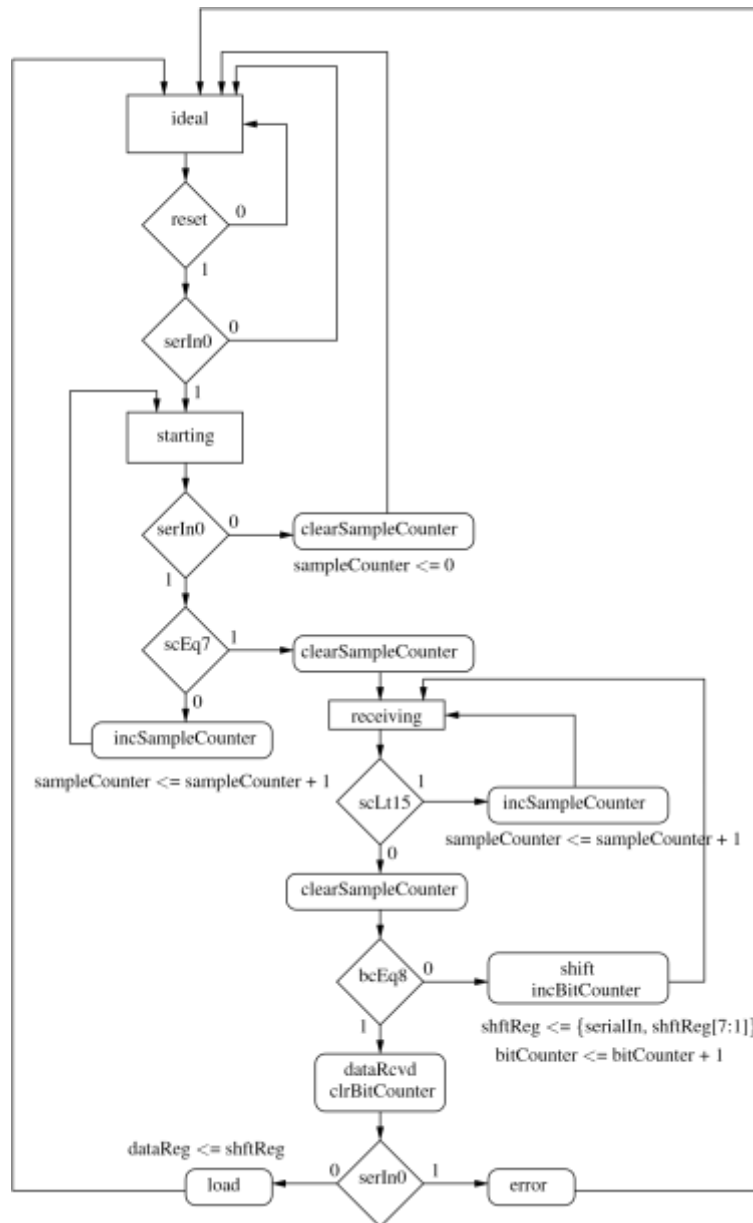 ideal
reset
0
1
serIn0
0
1
starting
serIn0
0
clearSampleCounter
sampleCounter <= 0
1
scEq7
1
clearSampleCounter
0
incSampleCounter
sampleCounter <= sampleCounter + 1
receiving
scLt15
1
incSampleCounter
sampleCounter <= sampleCounter + 1
0
clearSampleCounter
bcEq8
0
shift
incBitCounter
shftReg <= {serialIn, shftReg[7:1]}
bitCounter <= bitCounter + 1
1
dataRcvd
clrBitCounter
dataReg <= shftReg
load
0
serIn0
1
error